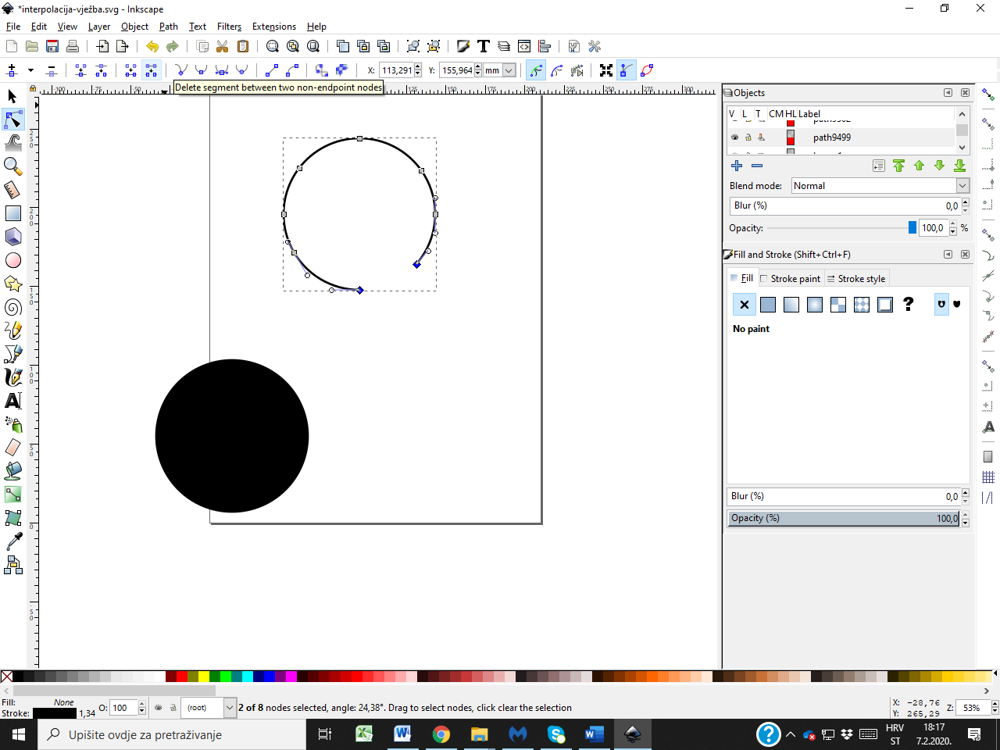 *interpolacija-vježba.svg - Inkscape
File Edit View Layer Object Path Text Filters Extensions Help
X: 113,291 Y: 155,964 mm
Delete segment between two non-endpoint nodes
Objects
V L T CM HL Label
path9499
Blend mode: Normal
Blur (%) 0,0
Opacity: 100,0 %
Fill and Stroke (Shift+Ctrl+F)
Fill Stroke paint Stroke style
No paint
Blur (%) 0,0
Opacity (%) 100,0
Fill: None
Stroke: 1,34
O: 100
(root)
2 of 8 nodes selected, angle: 24,38°. Drag to select nodes, click clear the selection
X: -28,76
Y: 265,29
Z: 53%
Upišite ovdje za pretraživanje
HRV
ST
18:17
7.2.2020.